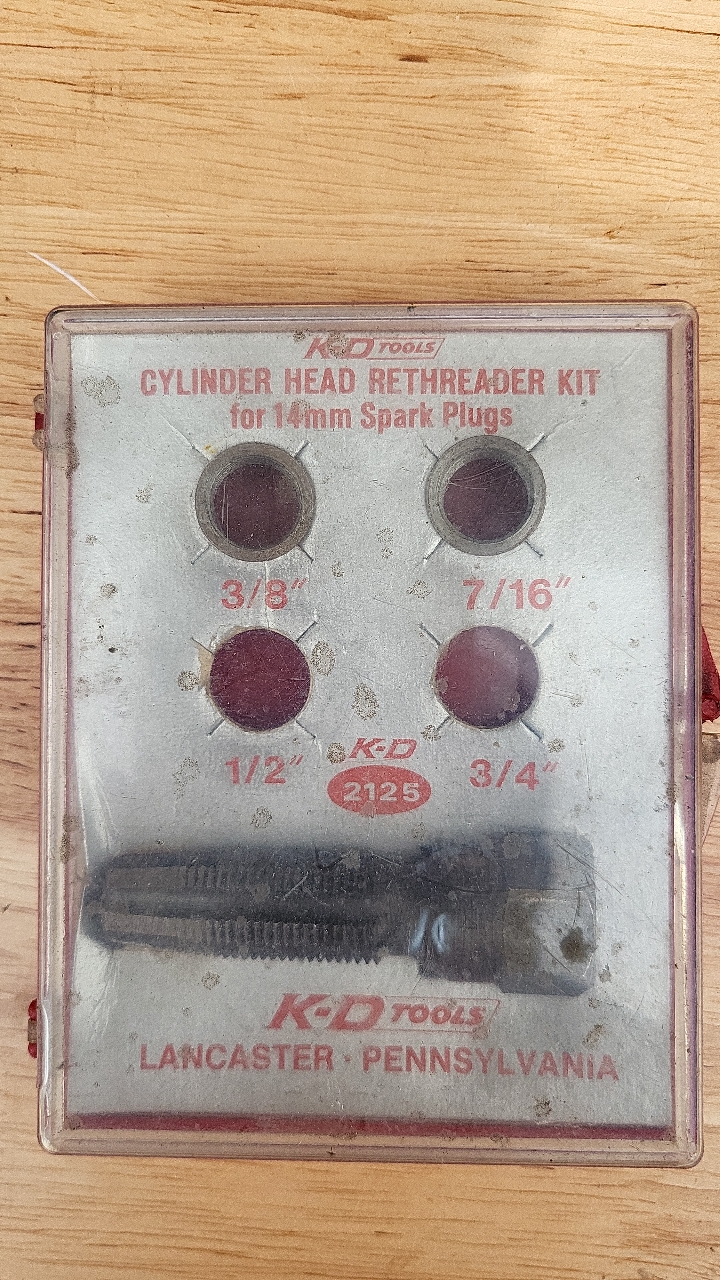 K-D TOOLS
CYLINDER HEAD RETHREADER KIT
for 14mm Spark Plugs
3/8" 7/16"
1/2" 3/4"
K-D
2125
K-D TOOLS
LANCASTER · PENNSYLVANIA